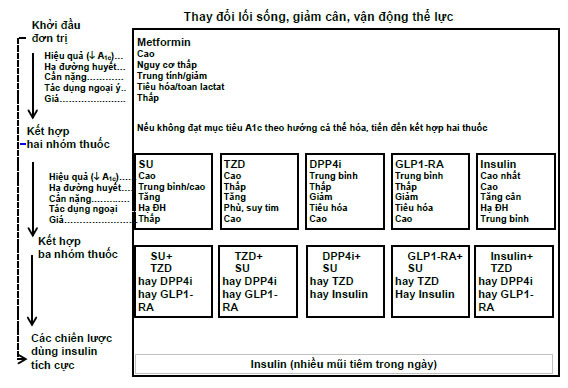 Thay đổi lối sống, giảm cân, vận động thể lực
Khởi đầu
đơn trị
Hiệu quả (↓ A1c)...
Hạ đường huyết...
Cần nặng.............
Tác dụng ngoại ý..
Giá.....................
Metformin
Cao
Nguy cơ thấp
Trung tính/giảm
Tiêu hóa/toan lactat
Thấp
Nếu không đạt mục tiêu A1c theo hướng cá thể hóa, tiến đến kết hợp hai thuốc
Kết hợp
hai nhóm thuốc
Hiệu quả (↓ A1c).....
Hạ đường huyết.....
Cần nặng...............
Tác dụng ngoại
Giá.......................
SU
Cao
Trung bình/cao
Tăng
Hạ ĐH
Thấp
TZD
Cao
Thấp
Tăng
Phù, suy tim
Cao
DPP4i
Trung bình
Thấp
Giảm
Tiêu hóa
Cao
GLP1-RA
Trung bình
Thấp
Giảm
Tiêu hóa
Cao
Insulin
Cao nhất
Cao
Tăng cân
Hạ ĐH
Trung bình
Kết hợp
ba nhóm thuốc
SU+
TZD
hay DPP4i
hay GLP1-
RA
TZD+
SU
hay DPP4i
hay GLP1-
RA
DPP4i+
SU
hay TZD
hay Insulin
GLP1-RA+
SU
hay TZD
Hay Insulin
Insulin+
TZD
hay DPP4i
hay GLP1-
RA
Các chiến lược
dùng insulin
tích cực
Insulin (nhiều mũi tiêm trong ngày)